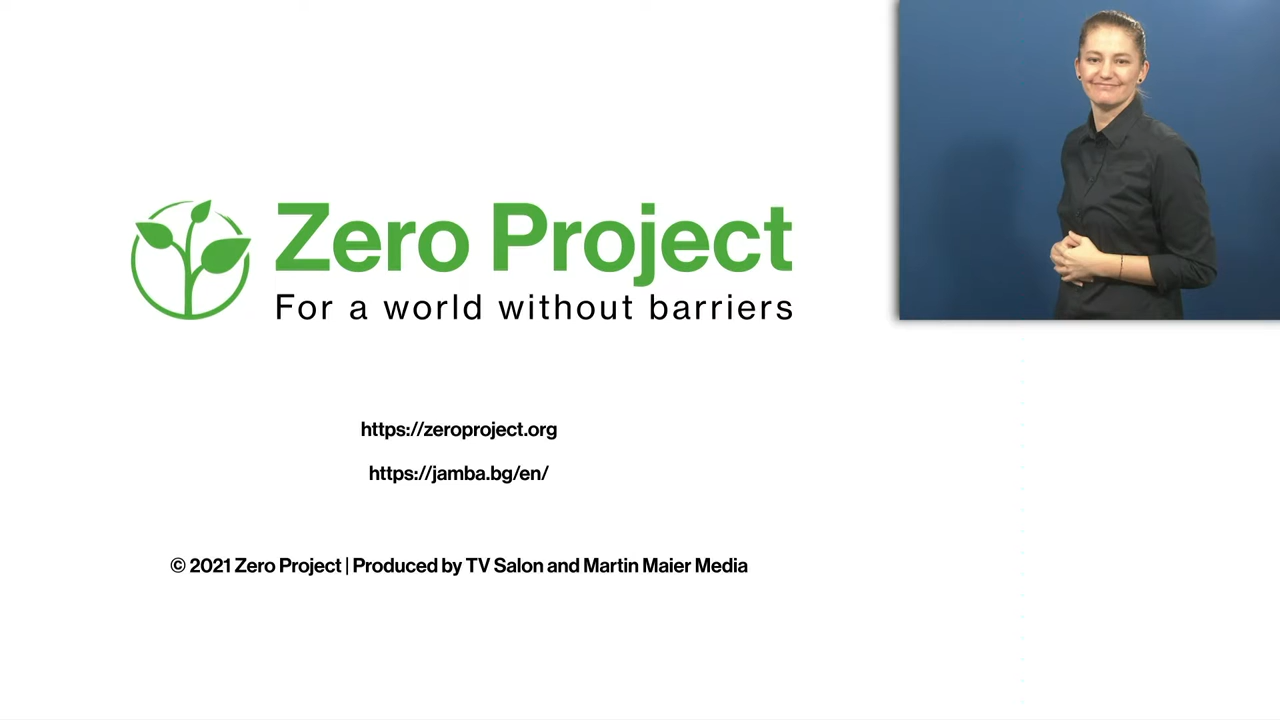 Zero Project
For a world without barriers
https://zeroproject.org
https://jamba.bg/en/
© 2021 Zero Project | Produced by TV Salon and Martin Maier Media